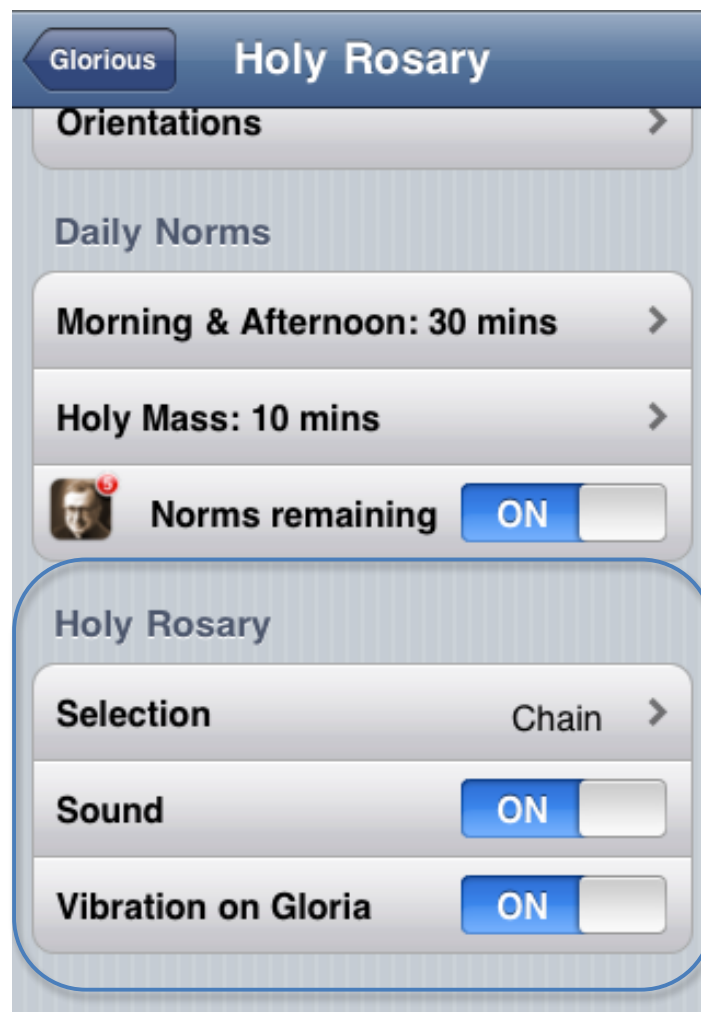 Glorious Holy Rosary
Orientations
Daily Norms
Morning & Afternoon: 30 mins
Holy Mass: 10 mins
5
Norms remaining ON
Holy Rosary
Selection Chain
Sound ON
Vibration on Gloria ON